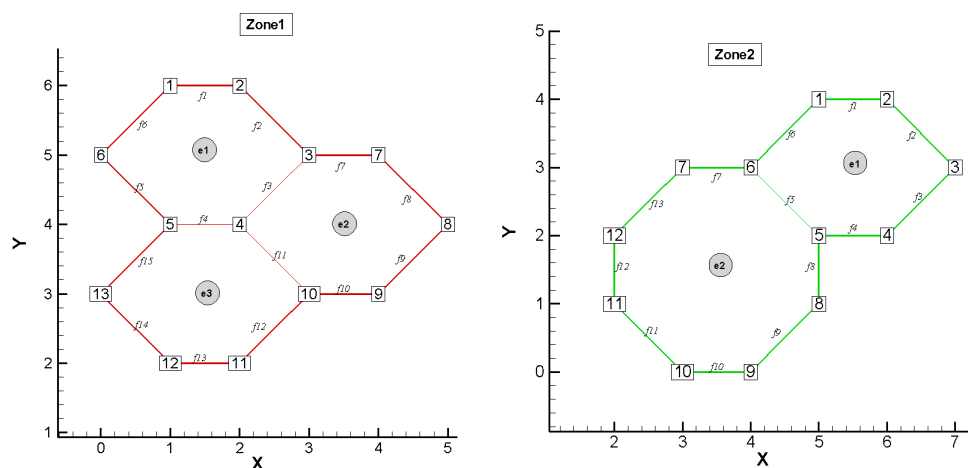 Zone1
Y
6
5
4
3
2
1
0 1 2 3 4 5
X
1 2
f1
f6 f2
e1
6 3 7
f7
f5 f3 f8
5 f4 4 e2 8
f15 f11 f9
e3
13 10 f10 9
f14 f12
12 f13 11
Zone2
Y
5
4
3
2
1
0
2 3 4 5 6 7
X
1 2
f1
f6 f2
e1
7 6 3
f7
f13 f5 f3
12 5 f4 4
e2
f12 f8
11 8
f11 f9
10 f10 9